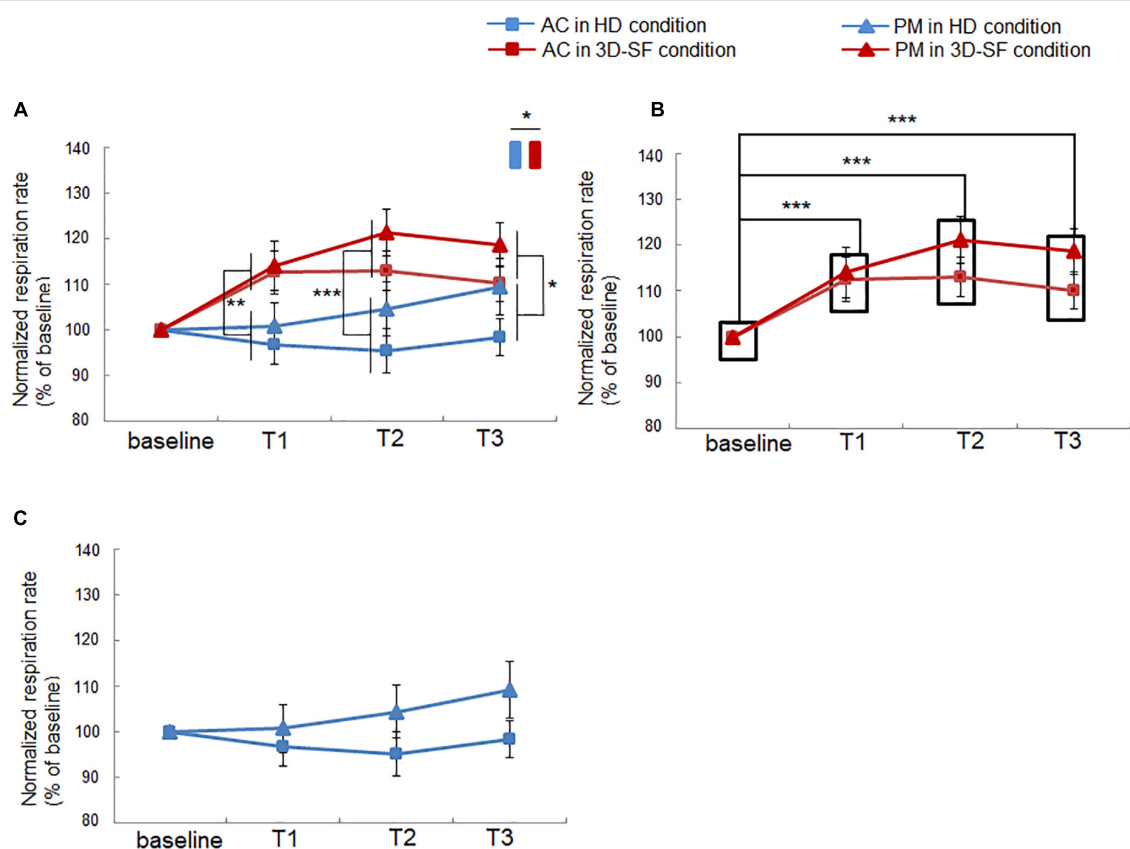 AC in HD condition
PM in HD condition
AC in 3D-SF condition
PM in 3D-SF condition
A
*
Normalized respiration rate
(% of baseline)
140
130
120
110
100
90
80
**
***
*
baseline
T1
T2
T3
B
***
***
***
Normalized respiration rate
(% of baseline)
140
130
120
110
100
90
80
baseline
T1
T2
T3
C
Normalized respiration rate
(% of baseline)
140
130
120
110
100
90
80
baseline
T1
T2
T3